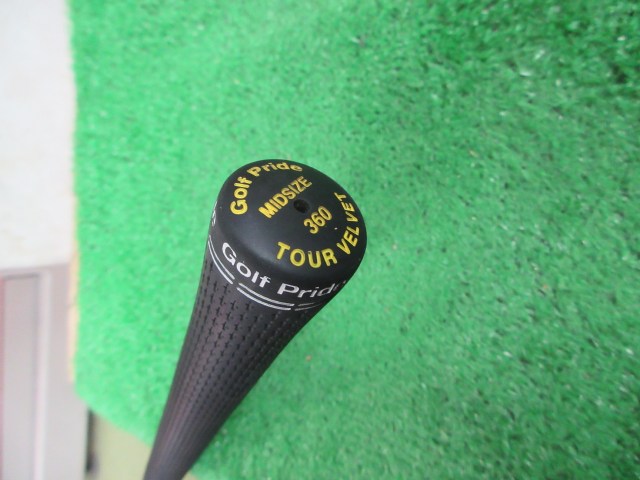 Golf Pride
MIDSIZE
360
TOUR VELVET
Golf Pride